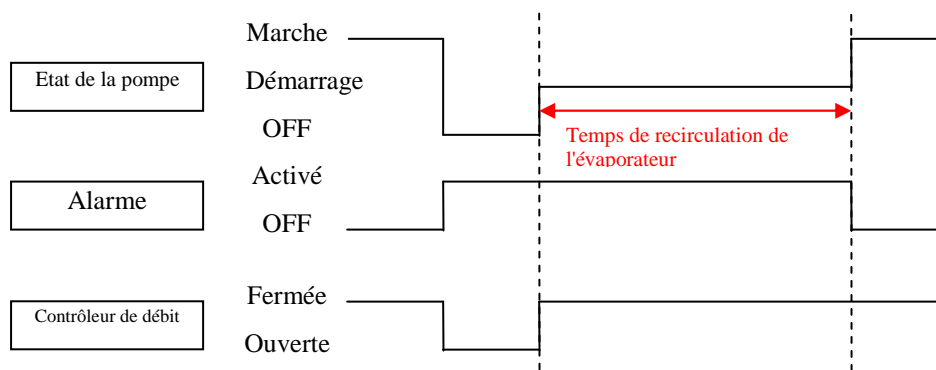 Marche
Etat de la pompe
Démarrage
OFF
Temps de recirculation de
l'évaporateur
Activé
Alarme
OFF
Fermée
Contrôleur de débit
Ouverte